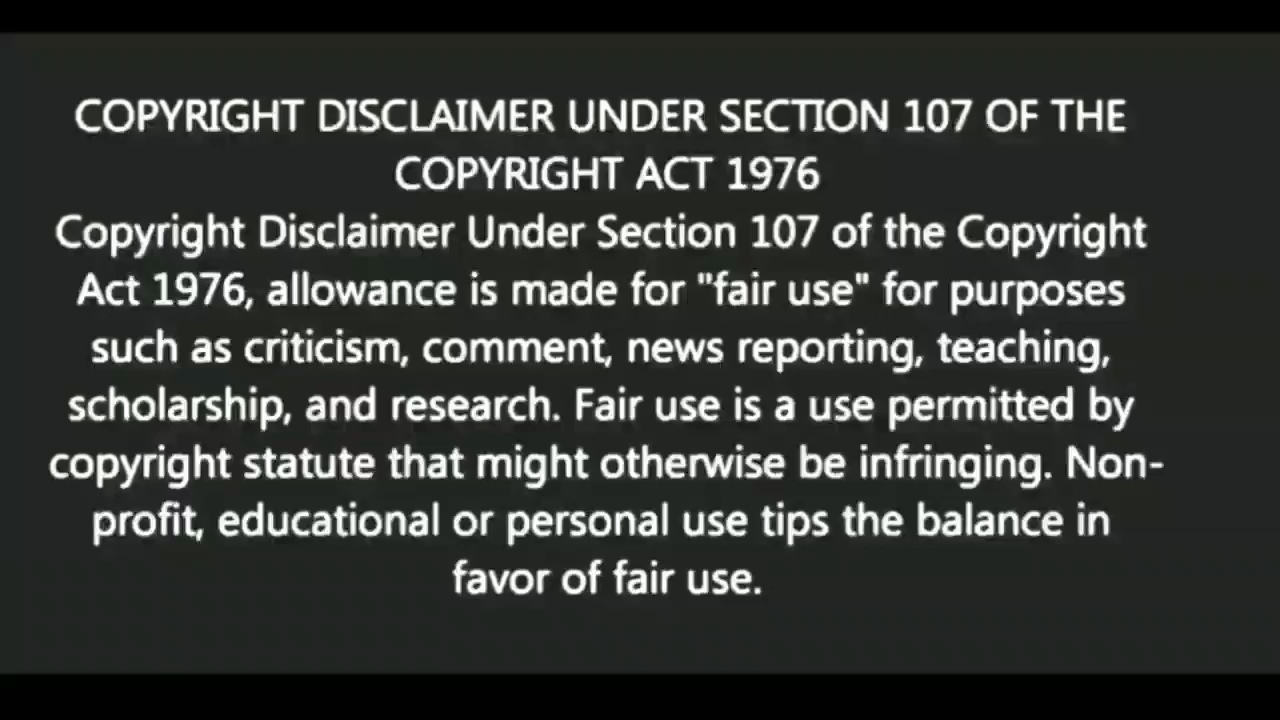 COPYRIGHT DISCLAIMER UNDER SECTION 107 OF THE
COPYRIGHT ACT 1976
Copyright Disclaimer Under Section 107 of the Copyright
Act 1976, allowance is made for "fair use" for purposes
such as criticism, comment, news reporting, teaching,
scholarship, and research. Fair use is a use permitted by
copyright statute that might otherwise be infringing. Non-
profit, educational or personal use tips the balance in
favor of fair use.